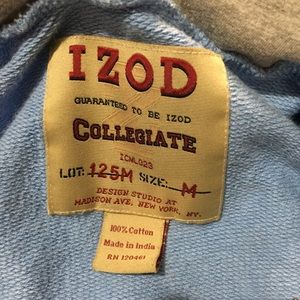 IZOD
GUARANTEED TO BE IZOD
COLLEGIATE
ICNL023
LOT: 125M SIZE: M
DESIGN STUDIO AT
MADISON AVE, NEW YORK, NY.
100% Cotton
Made in India
RN 120461